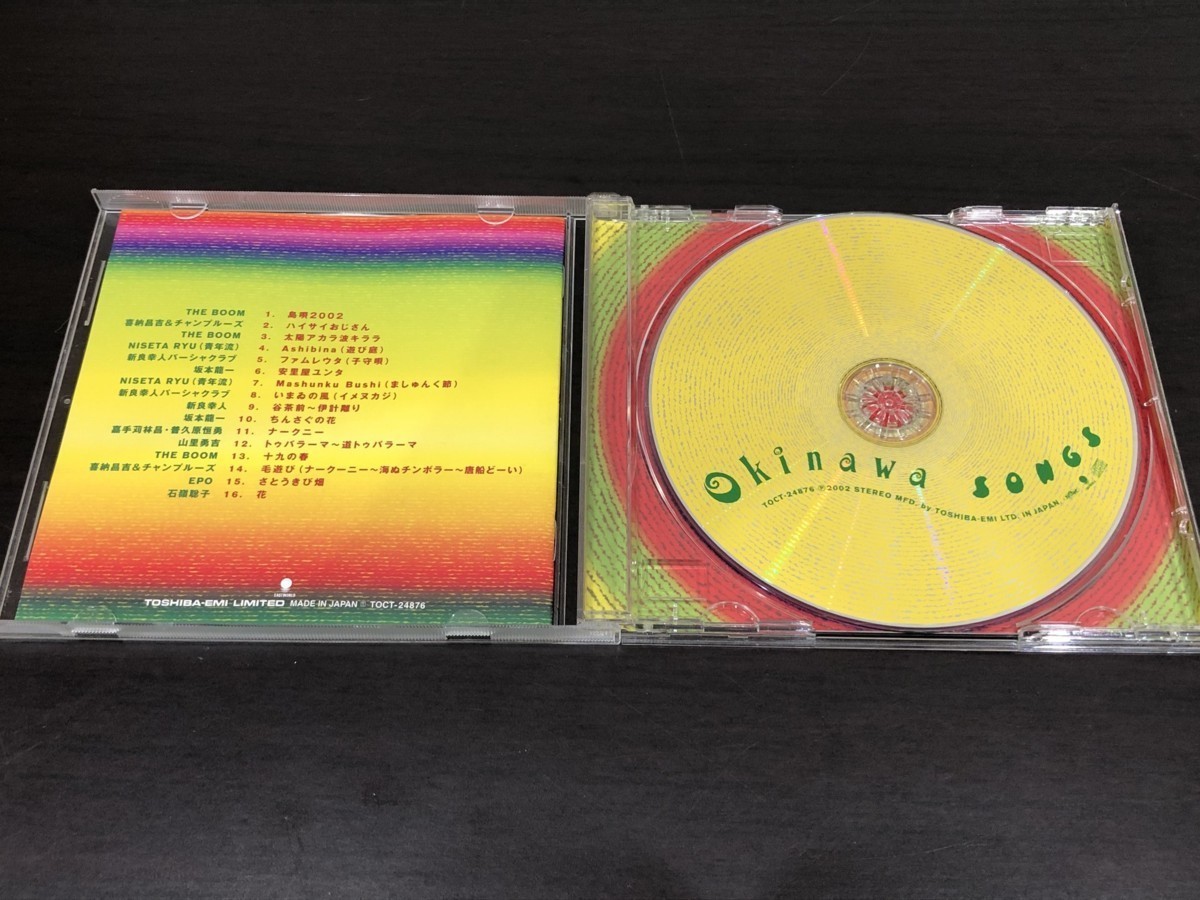 THE BOOM 1. 島唄2002
喜納昌吉&チャンプルーズ 2. ハイサイおじさん
THE BOOM 3. 太陽アカラ波キララ
NISETA RYU(青年流) 4. Ashibina(遊び庭)
新良幸人パーシャクラブ 5. ファムレウタ(子守唄)
坂本龍一 6. 安里屋ユンタ
NISETA RYU(青年流) 7. Mashunku Bushi(ましゅんく節)
新良幸人パーシャクラブ 8. いまゐの風(イメヌカジ)
新良幸人 9. 谷茶前~伊計離り
坂本龍一 10. ちんさぐの花
嘉手苅林昌・普久原恒勇 11. ナークニー
山里勇吉 12. トゥバラーマ~道トゥバラーマ
THE BOOM 13. 十九の春
喜納昌吉&チャンプルーズ 14. 毛遊び(ナークーニー~海ぬチンボラー~唐船どーい)
EPO 15. さとうきび畑
石嶺聡子 16. 花
EASTWORLD
TOSHIBA-EMI LIMITED MADE IN JAPAN Ⓛ TOCT-24876
Okinawa SONGS
TOCT-24876 ℗2002 STEREO MFD. by TOSHIBA-EMI LTD. IN JAPAN.